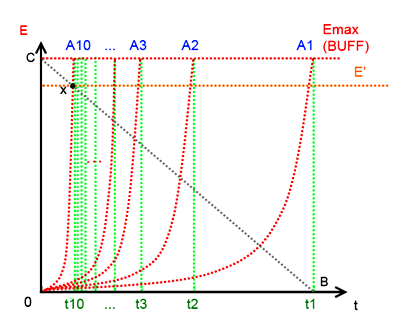 E
Emax
(BUFF)
C
A10 ... A3 A2 A1
E'
x
...
B
0
t10 ... t3 t2 t1 t